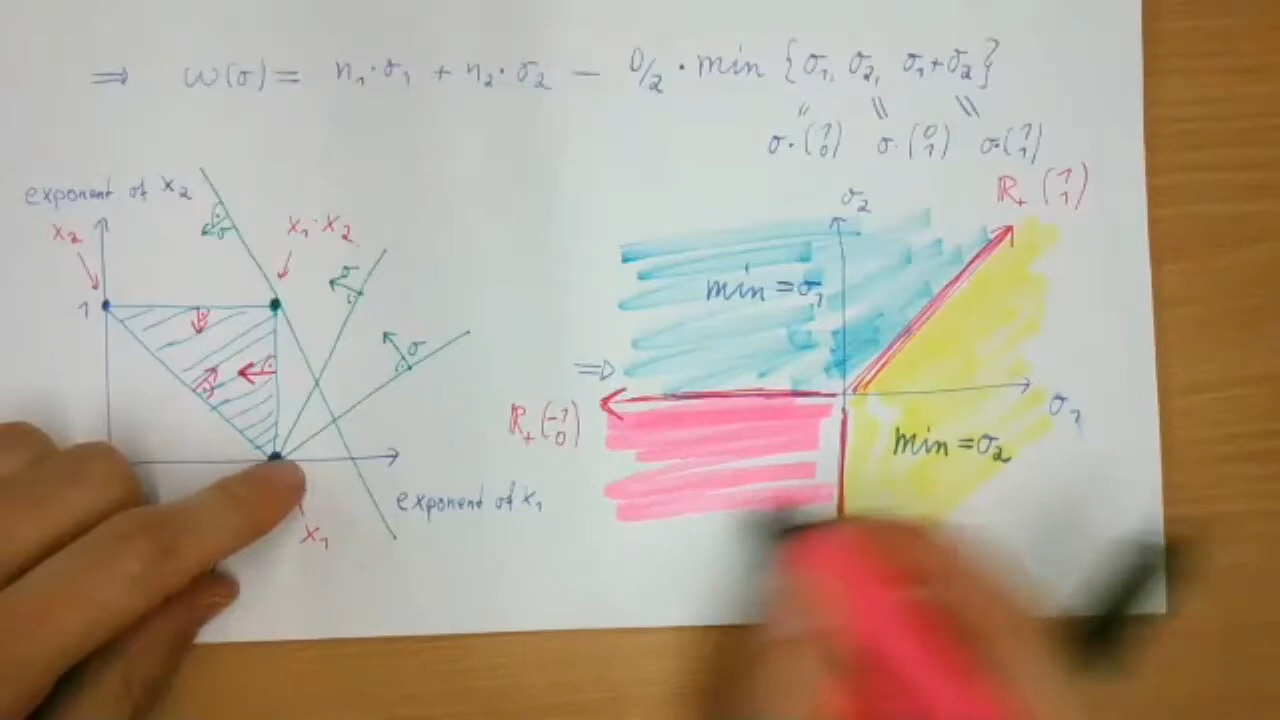 ⇒ ω(σ) = n₁·σ₁ + n₂·σ₂ − D/2 · min {σ₁, σ₂, σ₁+σ₂}
σ·(1 0) σ·(0 1) σ·(1 1)
exponent of x₂
x₂
σ
x₁·x₂
σ
σ
1
exponent of x₁
x₁
σ₂
ℝ₊(1 1)
min = σ₁
⇒
ℝ₊(-1 0)
σ₁
min = σ₂